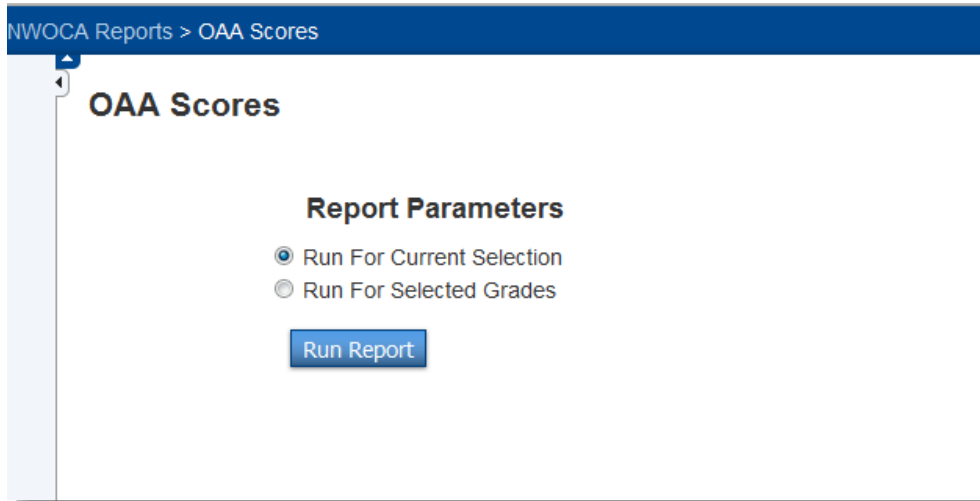 NWOCA Reports > OAA Scores
OAA Scores
Report Parameters
Run For Current Selection
Run For Selected Grades
Run Report